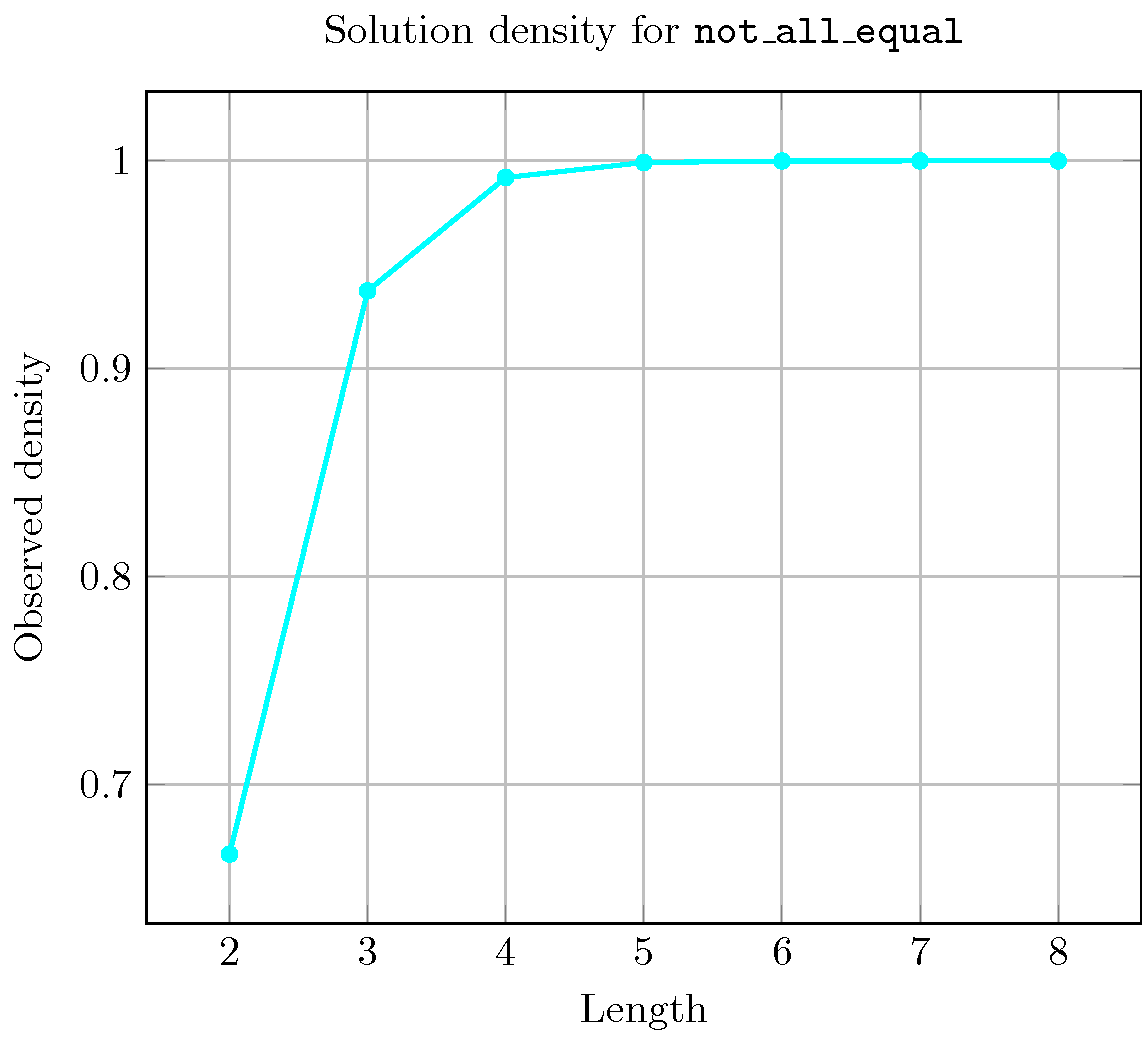 Solution density for not_all_equal
1
0.9
0.8
0.7
Observed density
2 3 4 5 6 7 8
Length